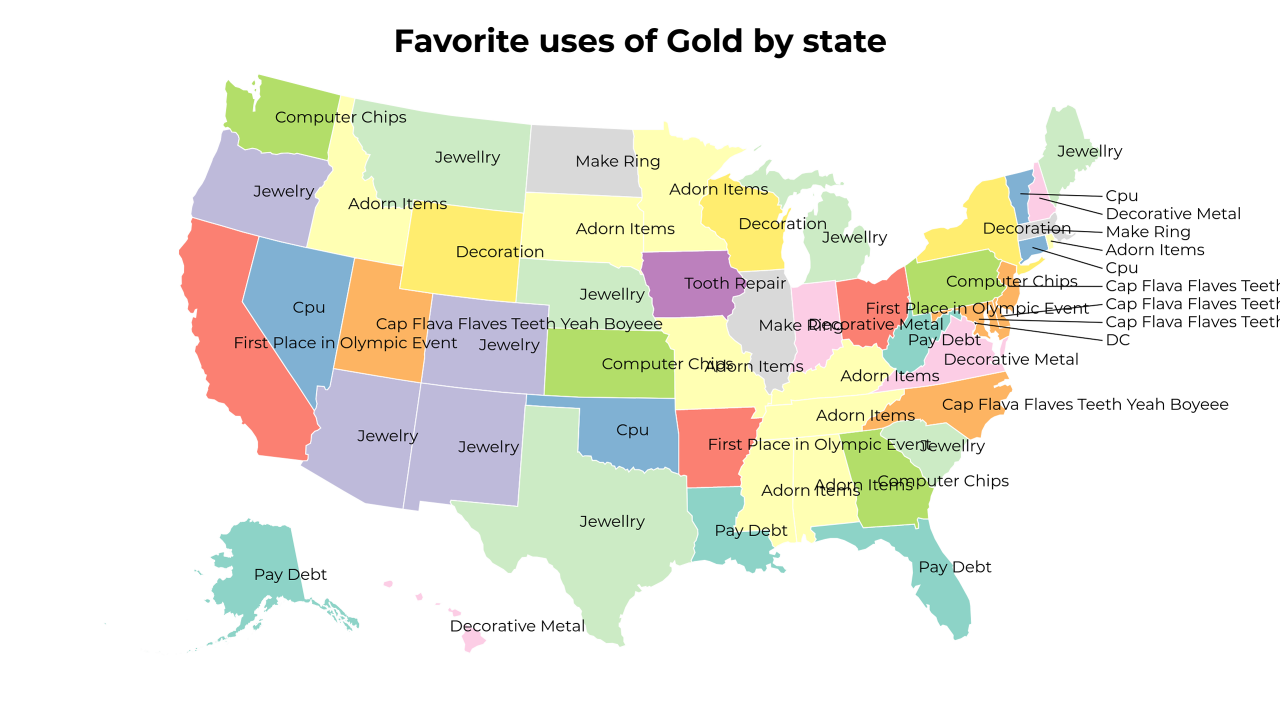 Favorite uses of Gold by state
Computer Chips
Jewellry
Jewellry
Make Ring
Adorn Items
Jewelry
Cpu
Decoration
Adorn Items
Decorative Metal
Adorn Items
Decoration
Decoration
Make Ring
Jewellry
Adorn Items
Decoration
Cpu
Tooth Repair
Computer Chips
Cap Flava Flaves Teeth
Jewellry
Cpu
First Place in Olympic Event
Cap Flava Flaves Teeth
Cap Flava Flaves Teeth Yeah Boyeee
Make Ring
Decorative Metal
Cap Flava Flaves Teeth
First Place in Olympic Event
Jewelry
Pay Debt
DC
Computer Chips
Adorn Items
Decorative Metal
Adorn Items
Cap Flava Flaves Teeth Yeah Boyeee
Adorn Items
Jewelry
Jewelry
Cpu
First Place in Olympic Event
Jewellry
Adorn Items
Adorn Items
Computer Chips
Jewellry
Pay Debt
Pay Debt
Pay Debt
Decorative Metal